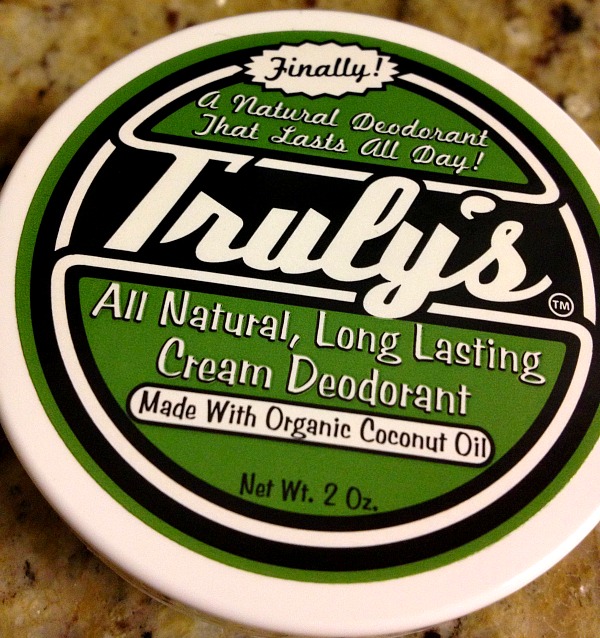 Finally!
A Natural Deodorant
That Lasts All Day!
Truly's TM
All Natural, Long Lasting
Cream Deodorant
Made With Organic Coconut Oil
Net Wt. 2 Oz.